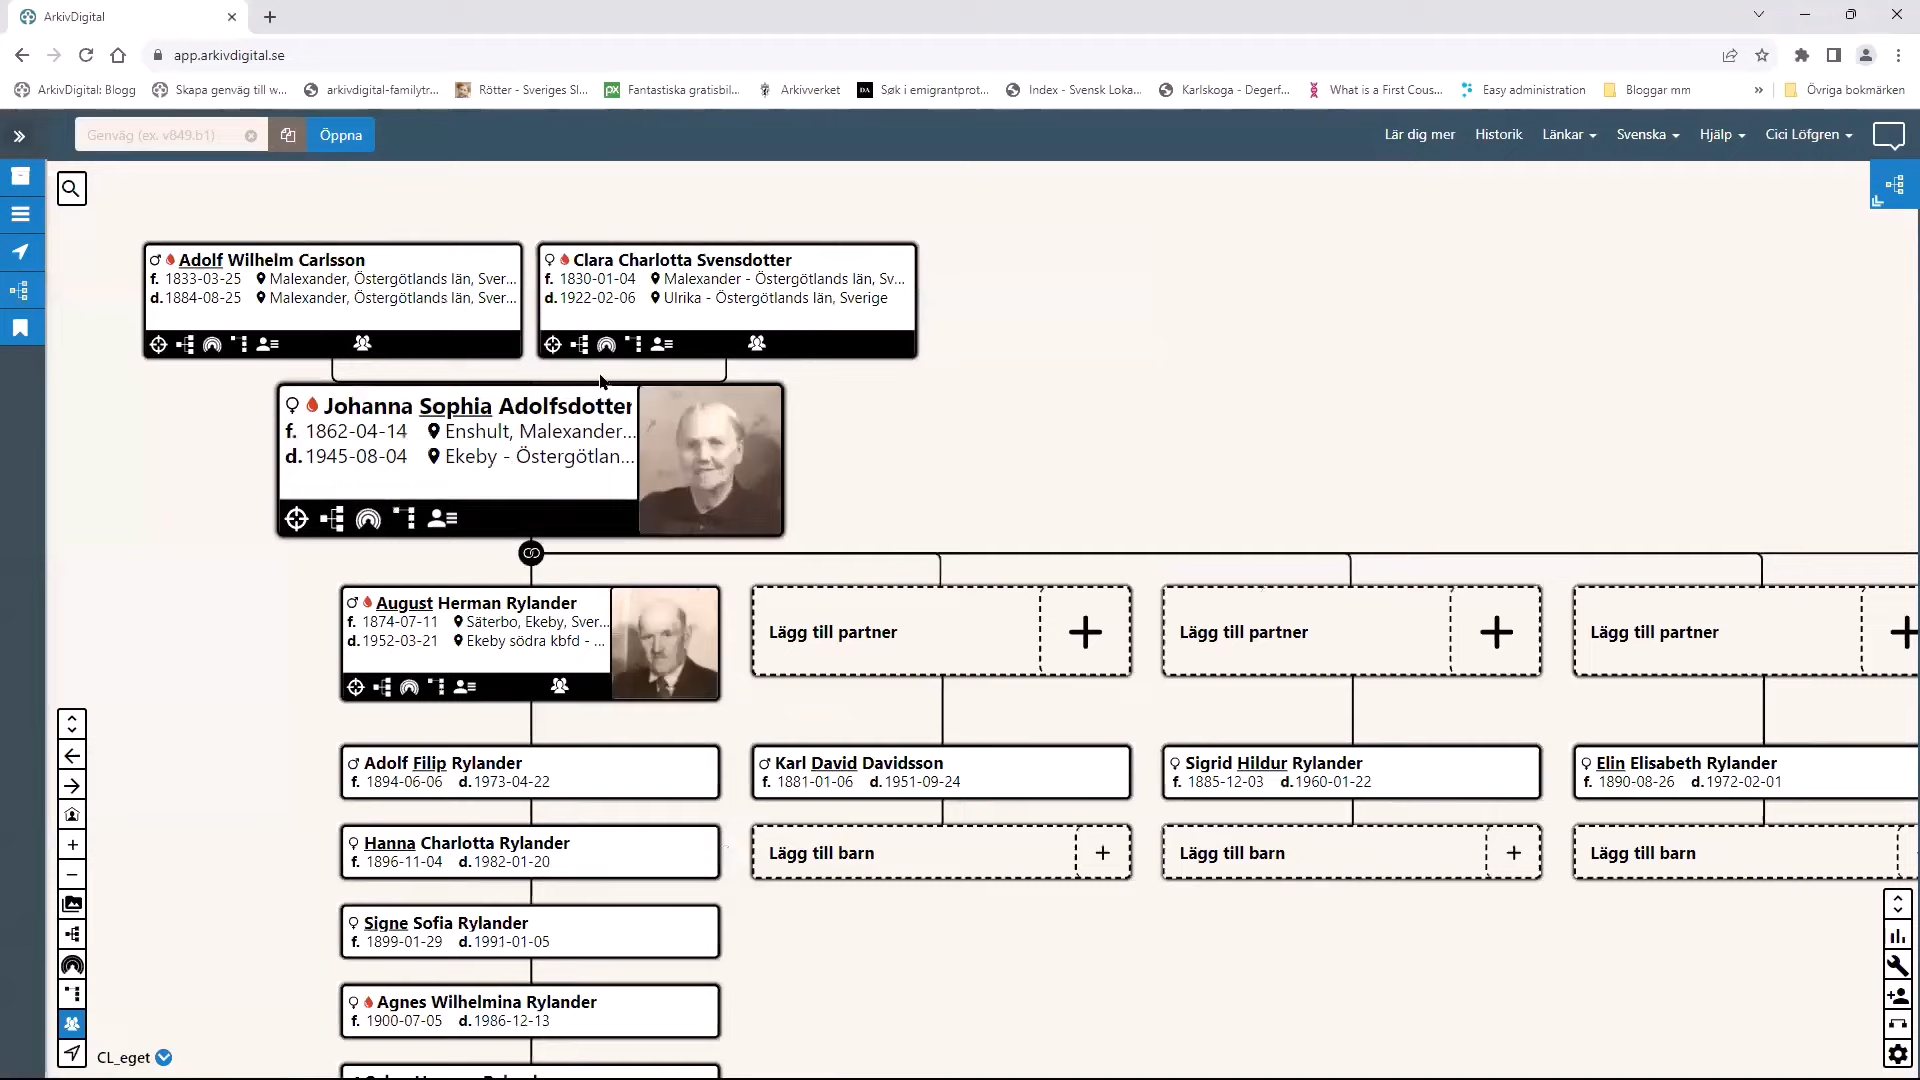 ArkivDigital
app.arkivdigital.se
ArkivDigital: Blogg
Skapa genväg till w...
arkivdigital-familytr...
Rötter - Sveriges Sl...
Fantastiska gratisbil...
Arkivverket
Søk i emigrantprot...
Index - Svensk Loka...
Karlskoga - Degerf...
What is a First Cous...
Easy administration
Bloggar mm
Övriga bokmärken
Genväg (ex. v849.b1)
Öppna
Lär dig mer
Historik
Länkar
Svenska
Hjälp
Cici Löfgren
Adolf Wilhelm Carlsson
f. 1833-03-25 Malexander, Östergötlands län, Sver...
d. 1884-08-25 Malexander, Östergötlands län, Sver...
Clara Charlotta Svensdotter
f. 1830-01-04 Malexander - Östergötlands län, Sv...
d. 1922-02-06 Ulrika - Östergötlands län, Sverige
Johanna Sophia Adolfsdotter
f. 1862-04-14 Enshult, Malexander...
d. 1945-08-04 Ekeby - Östergötlan...
August Herman Rylander
f. 1874-07-11 Säterbo, Ekeby, Sver...
d. 1952-03-21 Ekeby södra kbfd - ...
Lägg till partner
Lägg till partner
Lägg till partner
Adolf Filip Rylander
f. 1894-06-06 d. 1973-04-22
Karl David Davidsson
f. 1881-01-06 d. 1951-09-24
Sigrid Hildur Rylander
f. 1885-12-03 d. 1960-01-22
Elin Elisabeth Rylander
f. 1890-08-26 d. 1972-02-01
Hanna Charlotta Rylander
f. 1896-11-04 d. 1982-01-20
Lägg till barn
Lägg till barn
Lägg till barn
Signe Sofia Rylander
f. 1899-01-29 d. 1991-01-05
Agnes Wilhelmina Rylander
f. 1900-07-05 d. 1986-12-13
CL_eget